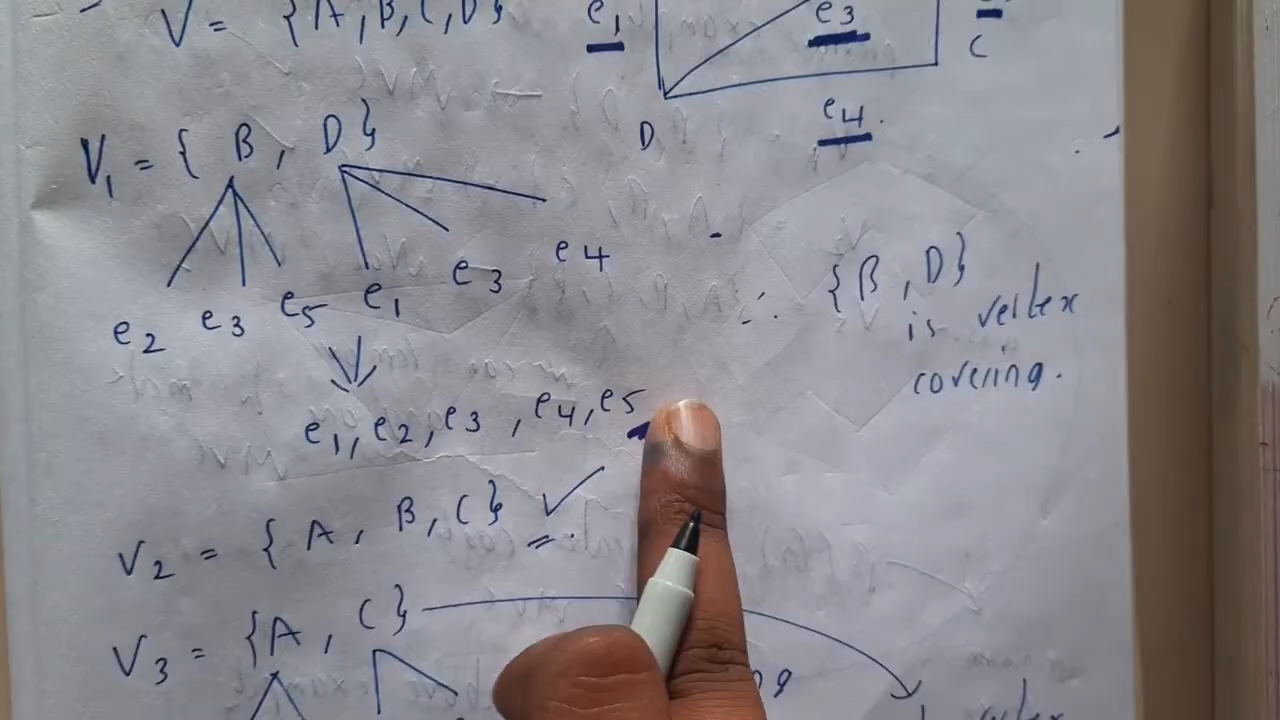 V = {A, B, C, D}
e1
e3
C
V1 = { B, D }
D
e4
e2 e3 e5 e1 e3 e4
∴ {B, D}
is vertex
covering.
e1, e2, e3, e4, e5
V2 = { A, B, C} ✓
V3 = {A, C}